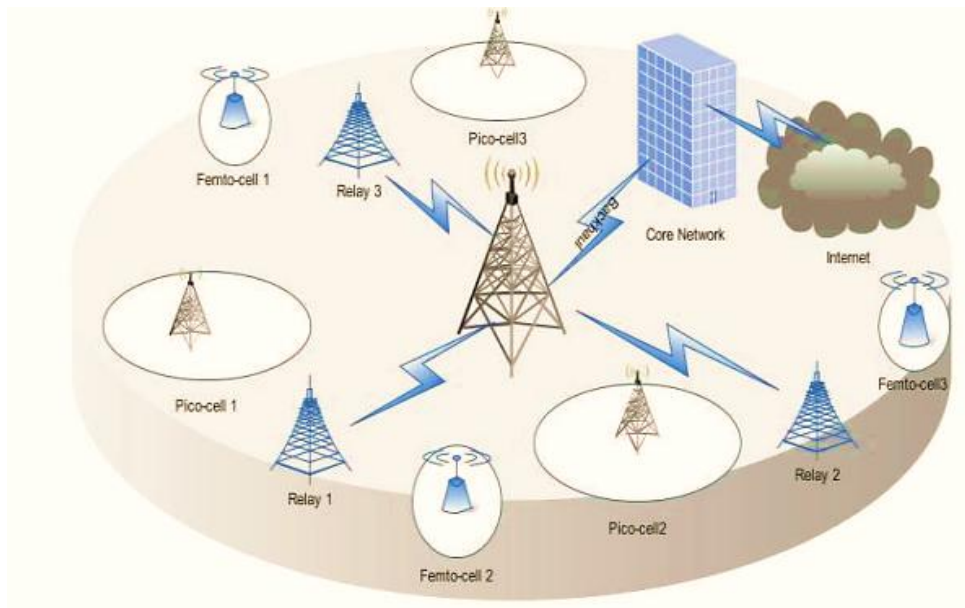 Pico-cell3
Femto-cell 1
Relay 3
Backhaul
Core Network
Internet
Femto-cell3
Pico-cell 1
Relay 2
Relay 1
Pico-cell2
Femto-cell 2